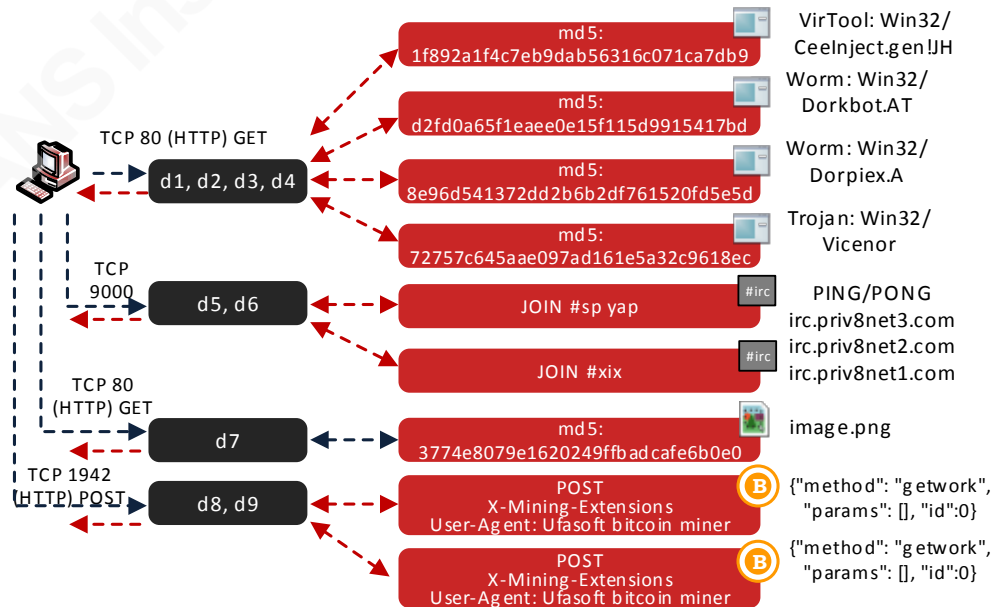 NS Ins
md5:
1f892a1f4c7eb9dab56316c071ca7db9
VirTool: Win32/
CeeInject.gen!JH
md5:
d2fd0a65f1eaee0e15f115d9915417bd
Worm: Win32/
Dorkbot.AT
TCP 80 (HTTP) GET
d1, d2, d3, d4
md5:
8e96d541372dd2b6b2df761520fd5e5d
Worm: Win32/
Dorpiex.A
md5:
72757c645aae097ad161e5a32c9618ec
Trojan: Win32/
Vicenor
TCP
9000
d5, d6
JOIN #sp yap
#irc
JOIN #xix
#irc
PING/PONG
irc.priv8net3.com
irc.priv8net2.com
irc.priv8net1.com
TCP 80
(HTTP) GET
d7
md5:
3774e8079e1620249ffbadcafe6b0e0
image.png
TCP 1942
(HTTP) POST
d8, d9
POST
X-Mining-Extensions
User-Agent: Ufasoft bitcoin miner
B
{"method": "getwork",
"params": [], "id":0}
POST
X-Mining-Extensions
User-Agent: Ufasoft bitcoin miner
B
{"method": "getwork",
"params": [], "id":0}